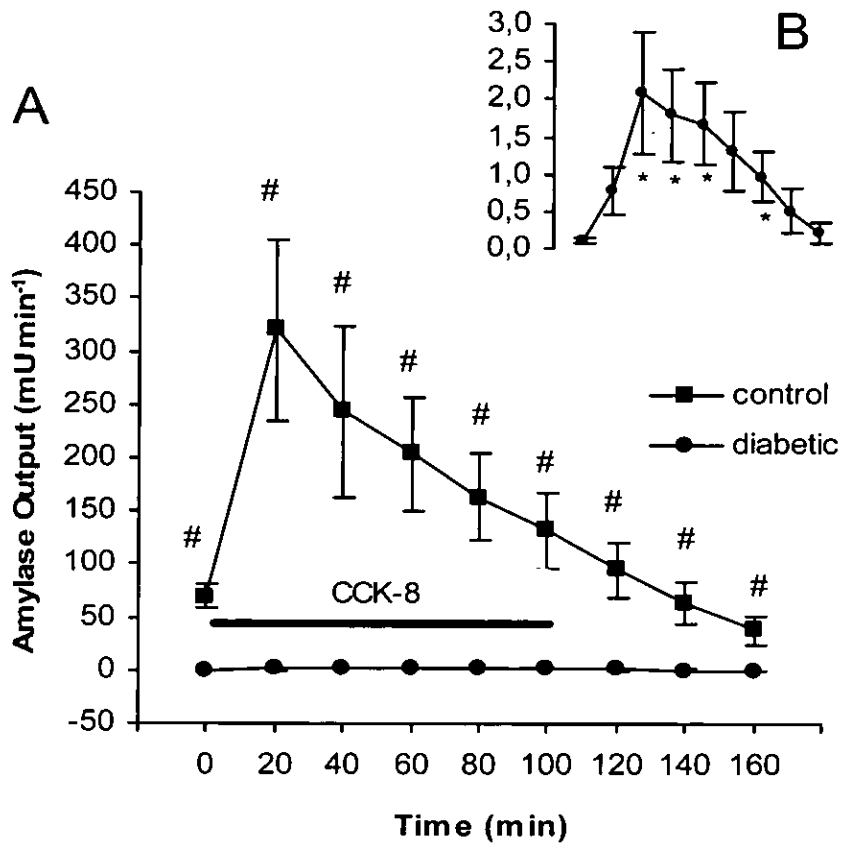 B
3,0
2,5
2,0
1,5
1,0
0,5
0,0
* * * *
A
Amylase Output (mUmin⁻¹)
450
400
350
300
250
200
150
100
50
0
-50
# # # # # # # # #
control
diabetic
CCK-8
0 20 40 60 80 100 120 140 160
Time (min)